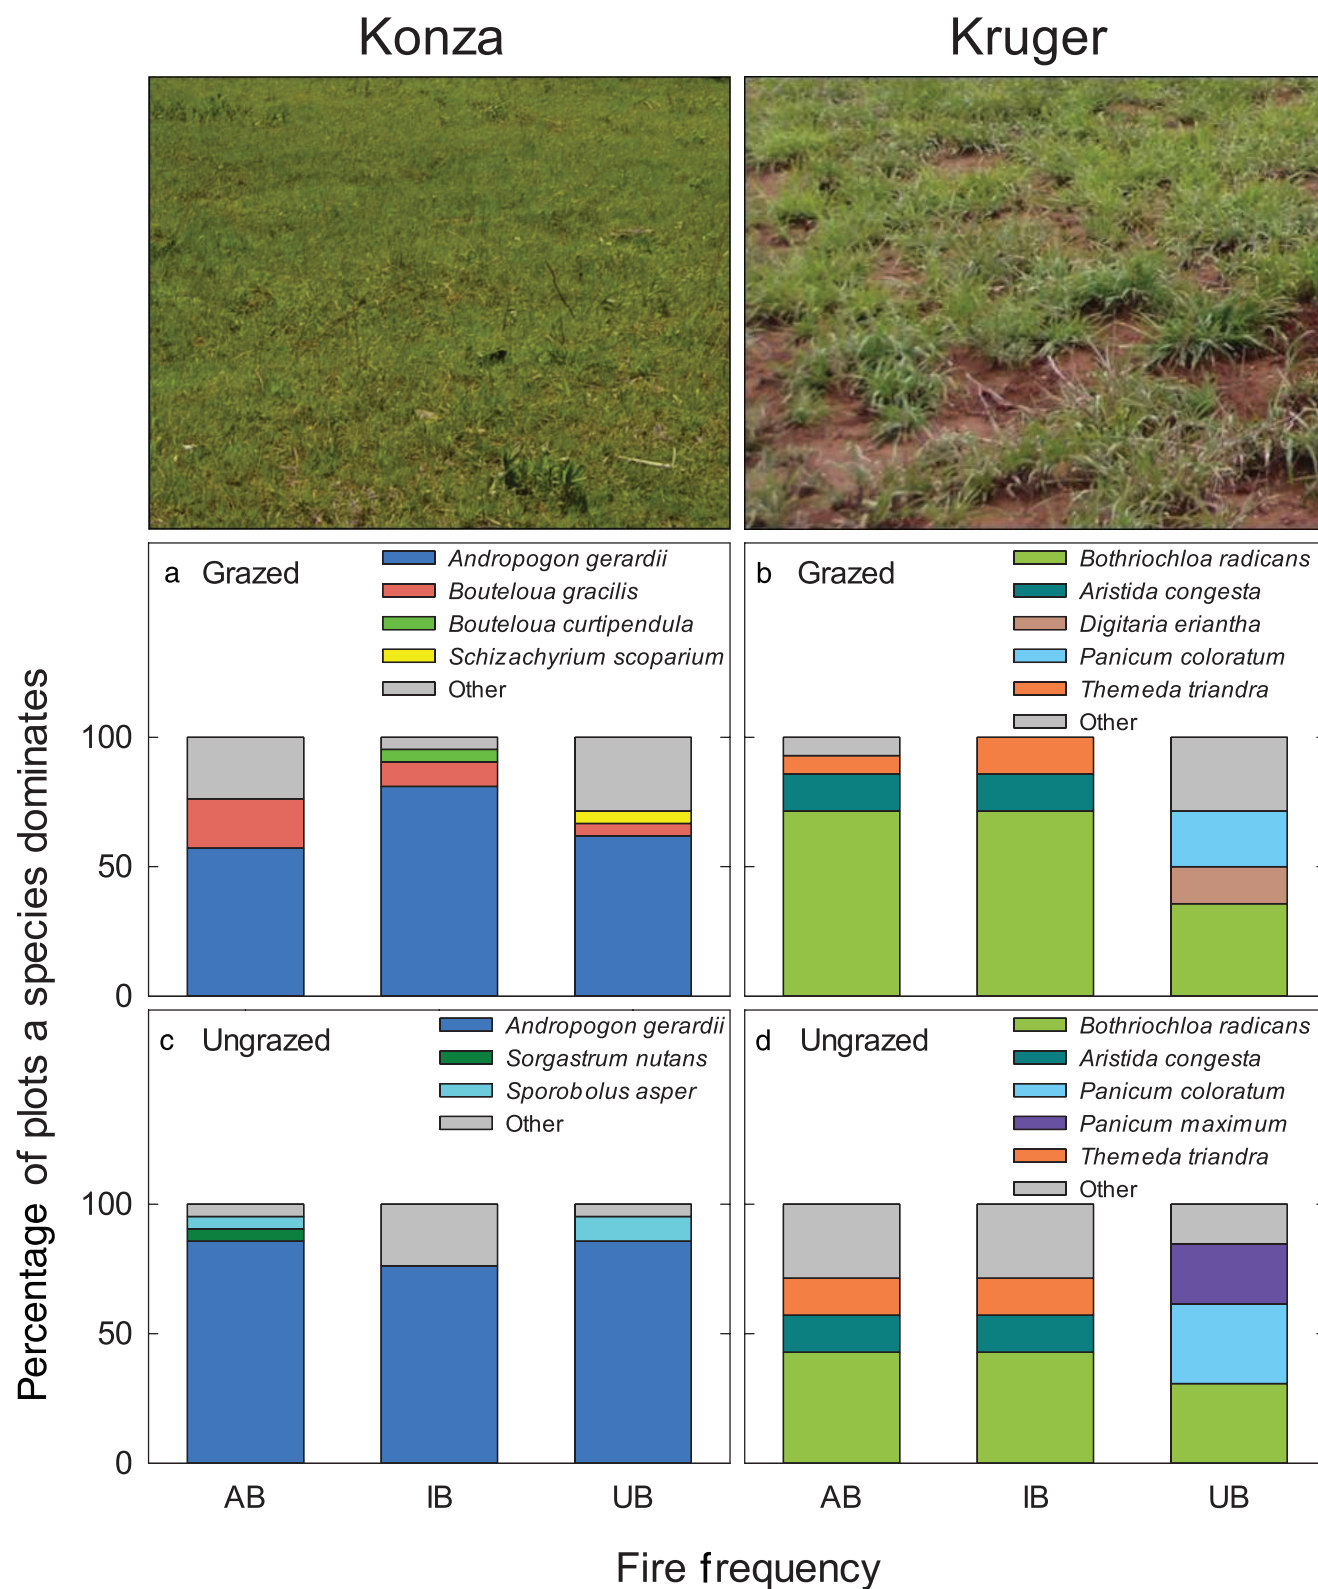 Konza
Kruger
a Grazed
Andropogon gerardii
Bouteloua gracilis
Bouteloua curtipendula
Schizachyrium scoparium
Other
b Grazed
Bothriochloa radicans
Aristida congesta
Digitaria eriantha
Panicum coloratum
Themeda triandra
Other
100
50
0
c Ungrazed
Andropogon gerardii
Sorgastrum nutans
Sporobolus asper
Other
d Ungrazed
Bothriochloa radicans
Aristida congesta
Panicum coloratum
Panicum maximum
Themeda triandra
Other
100
50
0
Percentage of plots a species dominates
AB IB UB
AB IB UB
Fire frequency